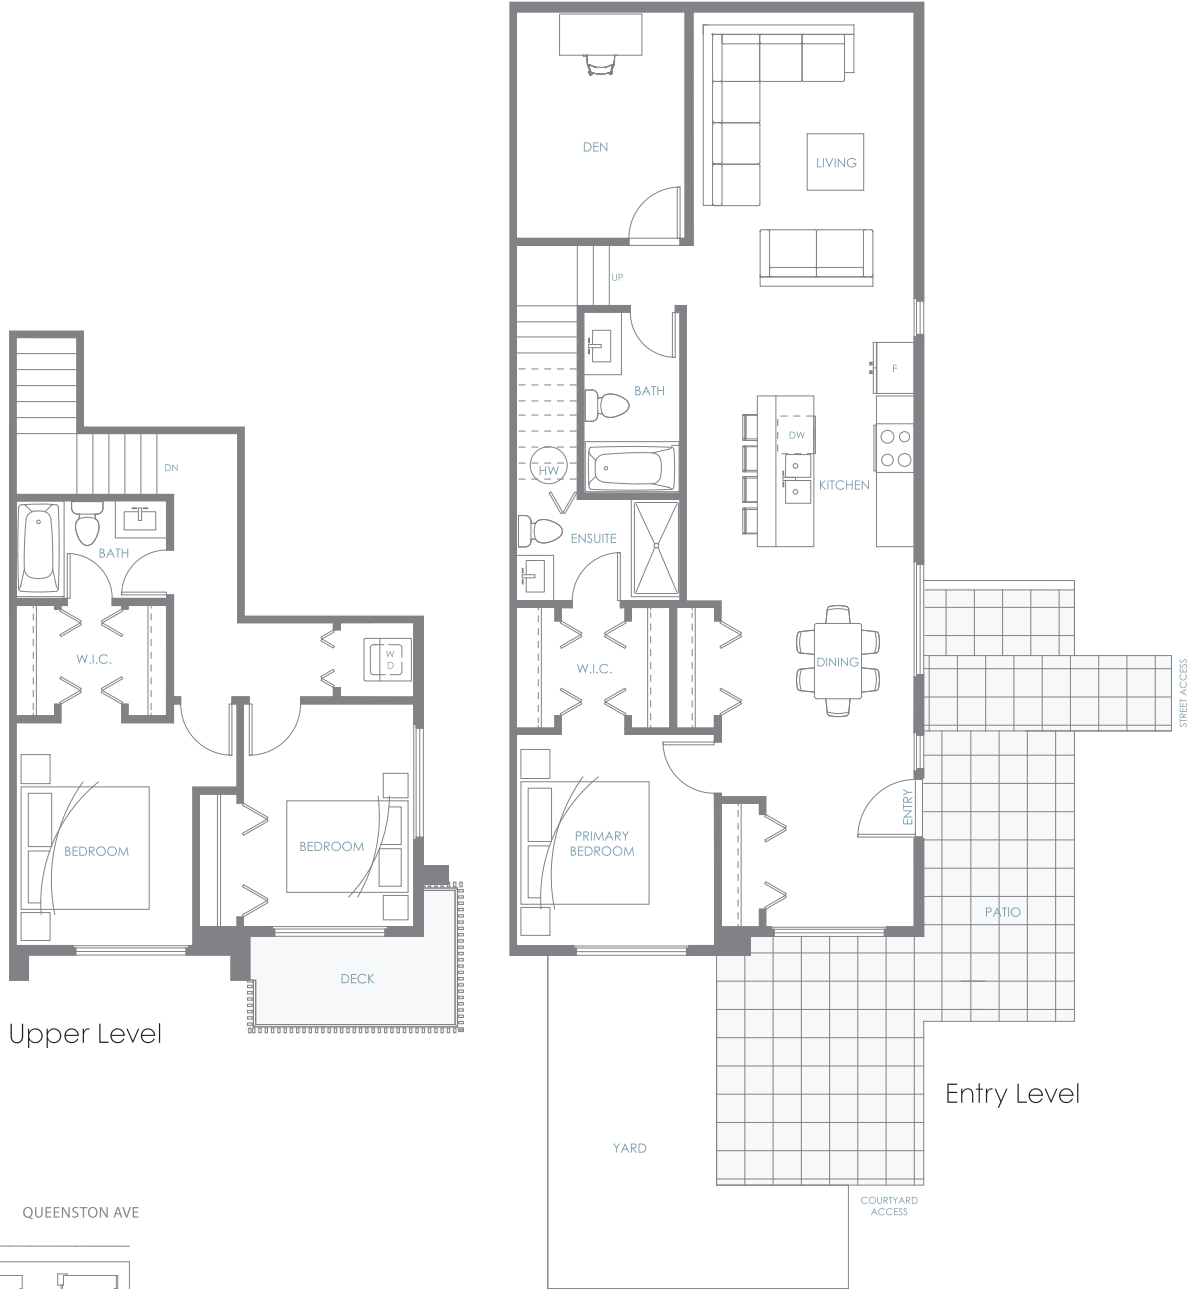 DEN
LIVING
UP
BATH
F
DW
KITCHEN
HW
ENSUITE
W.I.C.
DINING
STREET ACCESS
PRIMARY
BEDROOM
ENTRY
PATIO
YARD
COURTYARD
ACCESS
Entry Level
DN
BATH
W.I.C.
W
D
BEDROOM
BEDROOM
DECK
Upper Level
QUEENSTON AVE